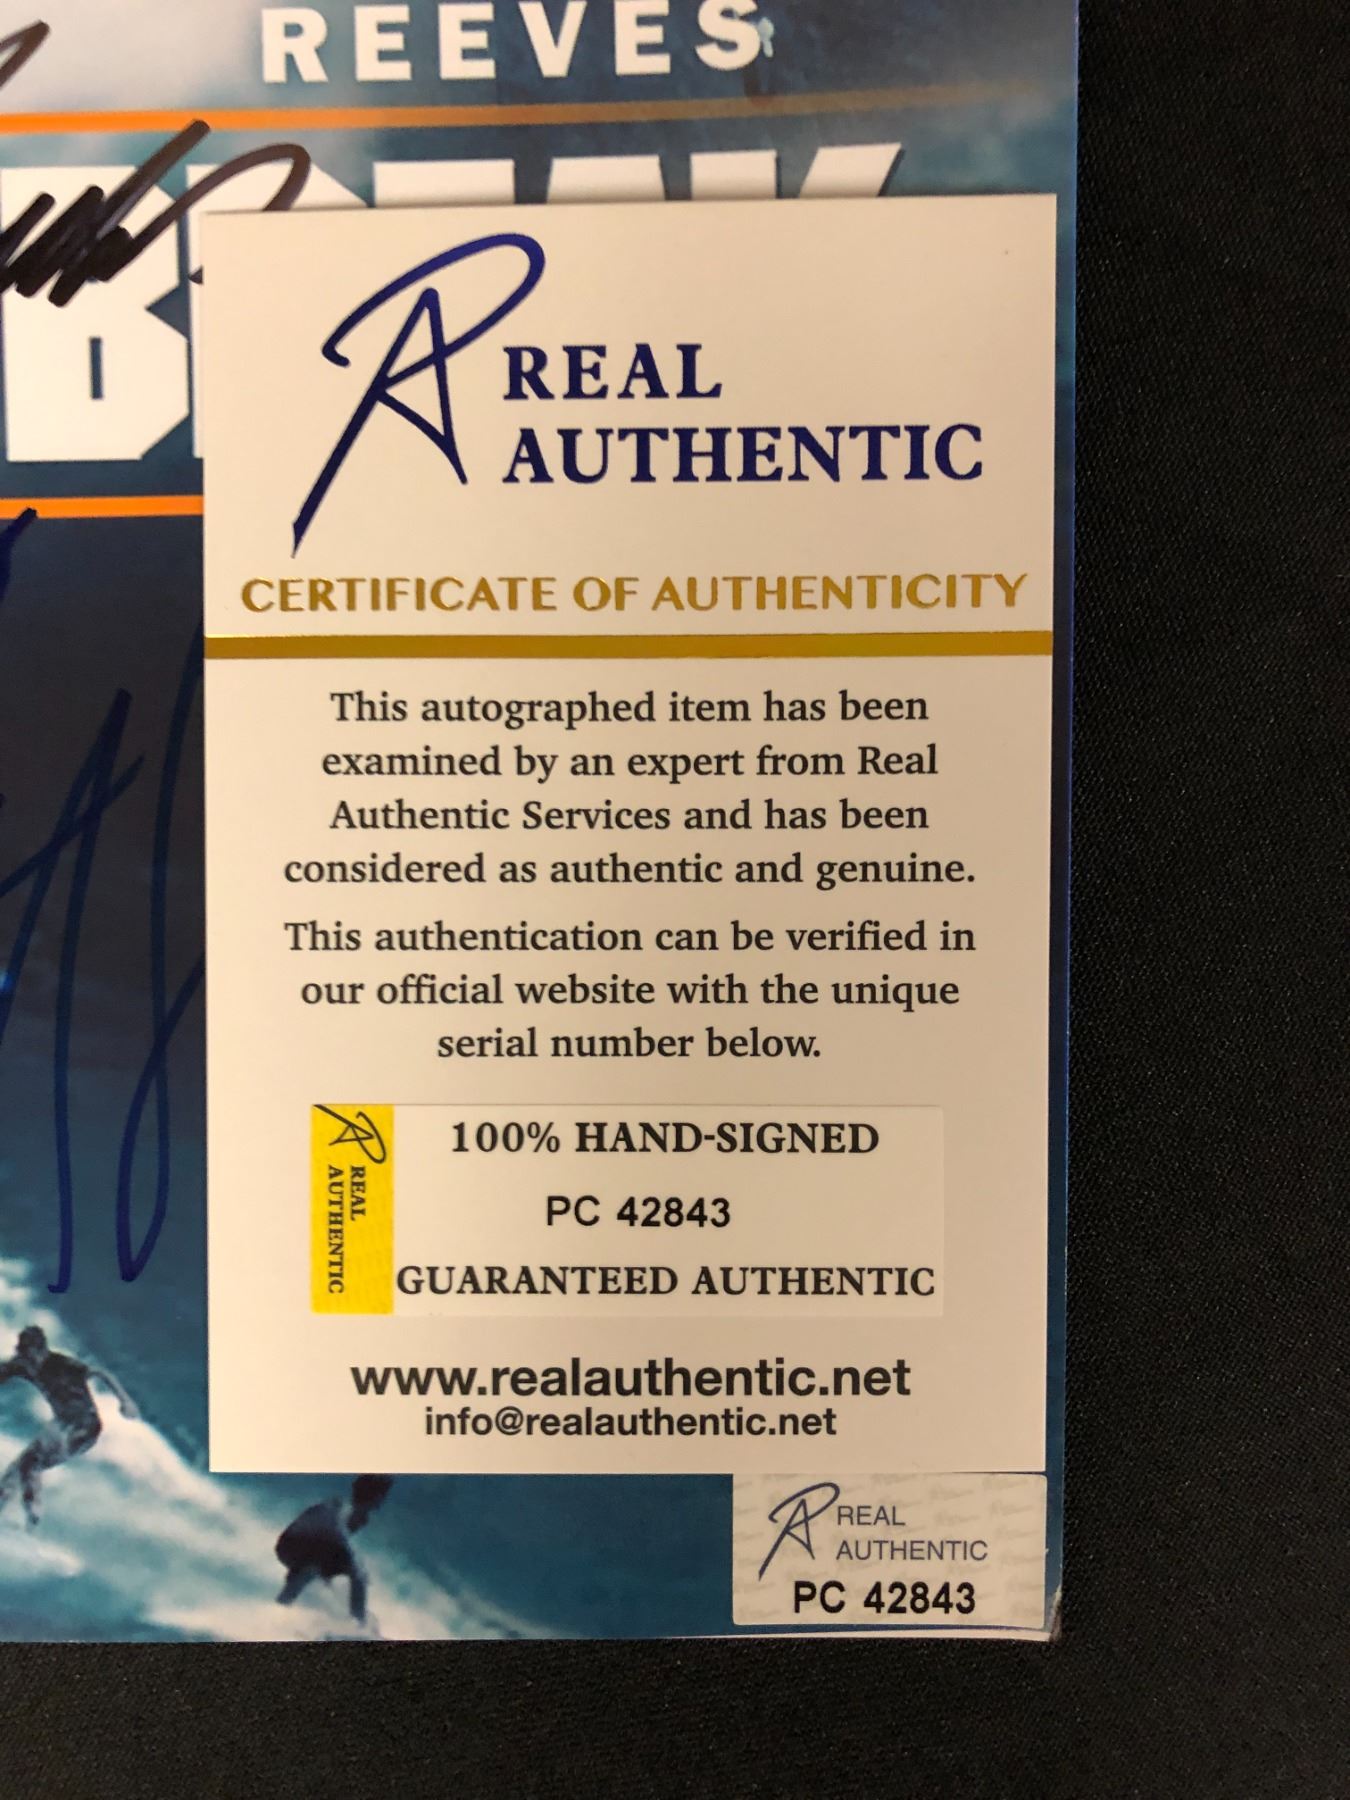 REEVES
BREAK
REAL
AUTHENTIC
CERTIFICATE OF AUTHENTICITY
This autographed item has been
examined by an expert from Real
Authentic Services and has been
considered as authentic and genuine.
This authentication can be verified in
our official website with the unique
serial number below.
REAL
AUTHENTIC
100% HAND-SIGNED
PC 42843
GUARANTEED AUTHENTIC
www.realauthentic.net
info@realauthentic.net
REAL
AUTHENTIC
PC 42843